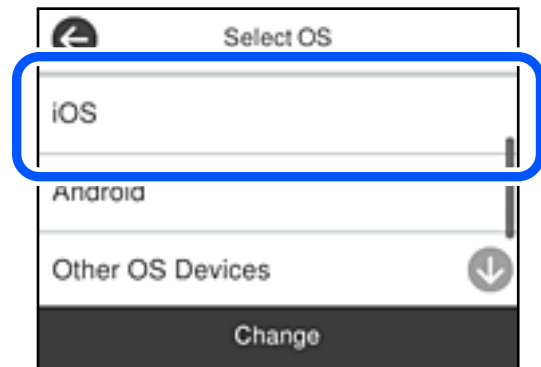 Select OS
iOS
Android
Other OS Devices
Change